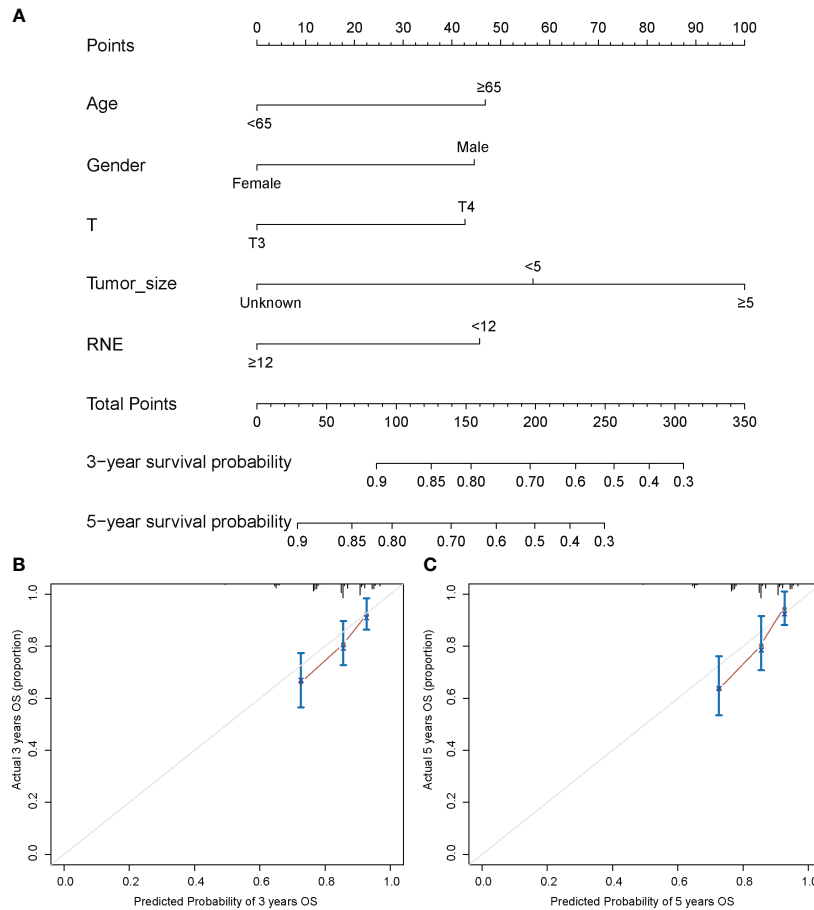 A
0 10 20 30 40 50 60 70 80 90 100
Points
≥65
Age
<65
Male
Gender
Female
T4
T
T3
<5
Tumor_size
Unknown ≥5
<12
RNE
≥12
Total Points
0 50 100 150 200 250 300 350
3−year survival probability
0.9 0.85 0.80 0.70 0.6 0.5 0.4 0.3
5−year survival probability
0.9 0.85 0.80 0.70 0.6 0.5 0.4 0.3
B
Actual 3 years OS (proportion)
1.0
0.8
0.6
0.4
0.2
0.0
0.0 0.2 0.4 0.6 0.8 1.0
Predicted Probability of 3 years OS
C
Actual 5 years OS (proportion)
1.0
0.8
0.6
0.4
0.2
0.0
0.0 0.2 0.4 0.6 0.8 1.0
Predicted Probability of 5 years OS